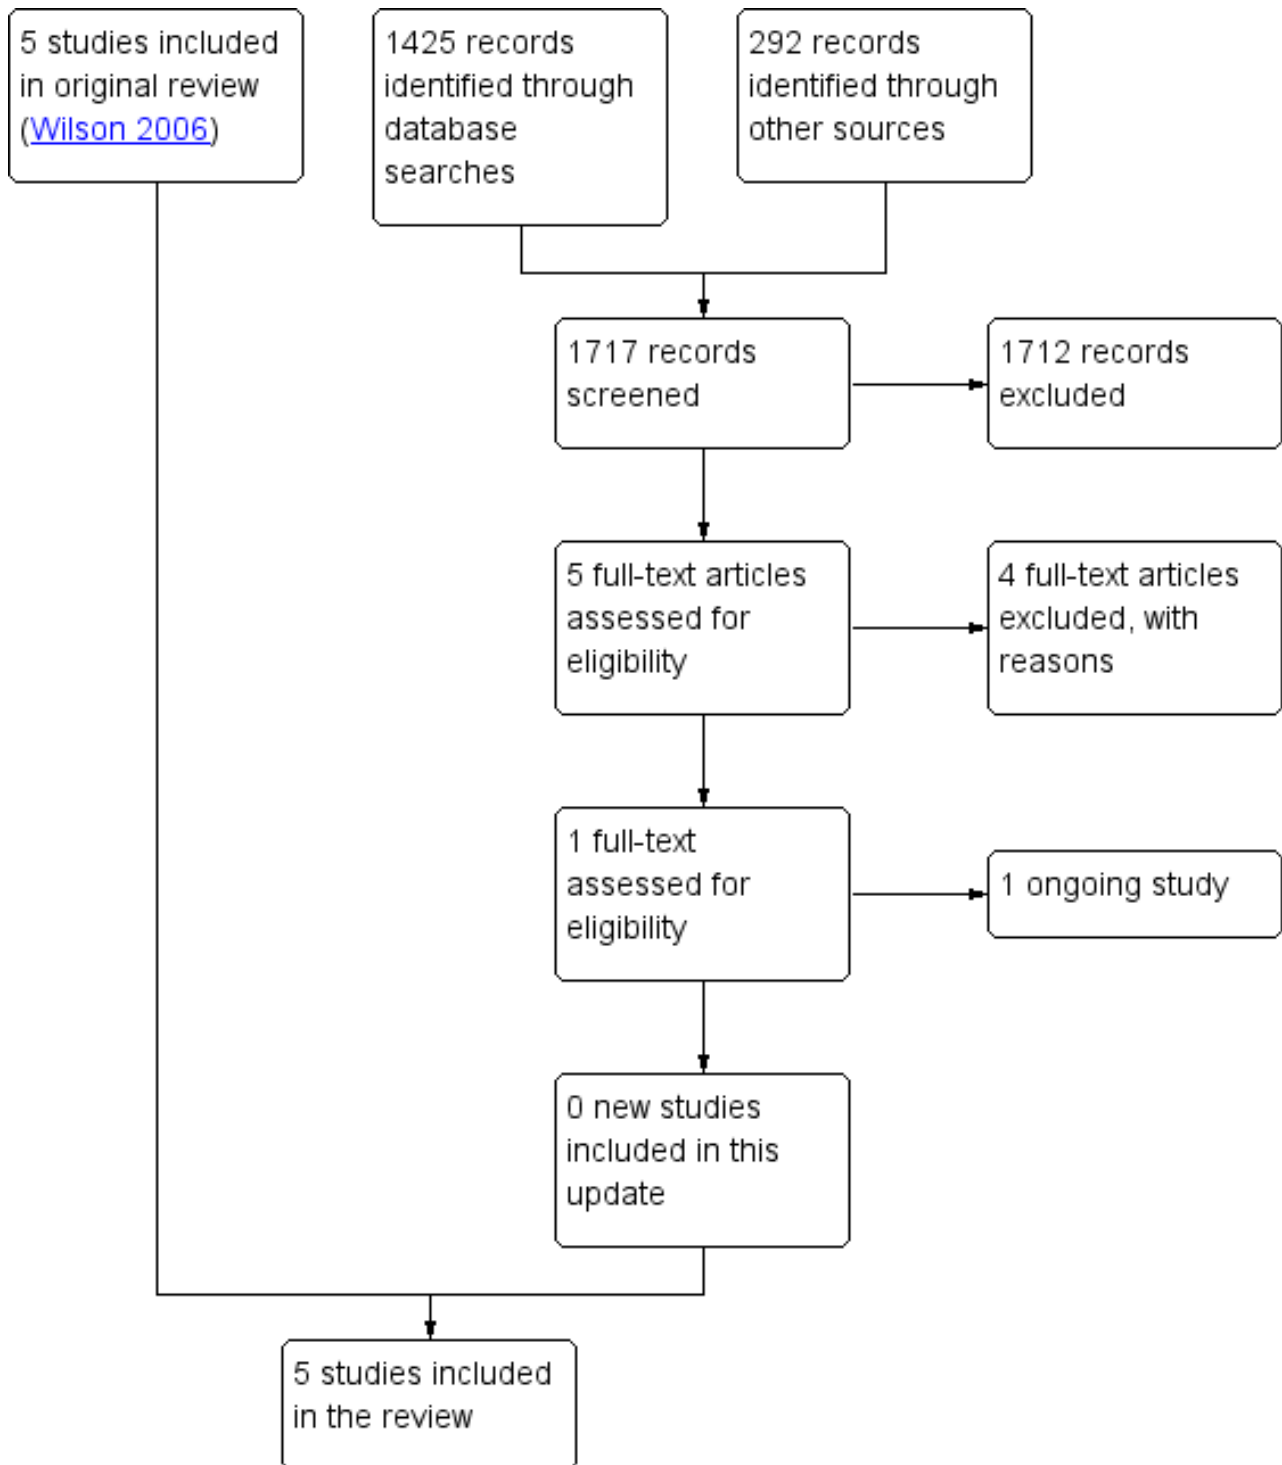 5 studies included
in original review
(Wilson 2006)
1425 records
identified through
database
searches
292 records
identified through
other sources
1717 records
screened
1712 records
excluded
5 full-text articles
assessed for
eligibility
4 full-text articles
excluded, with
reasons
1 full-text
assessed for
eligibility
1 ongoing study
0 new studies
included in this
update
5 studies included
in the review